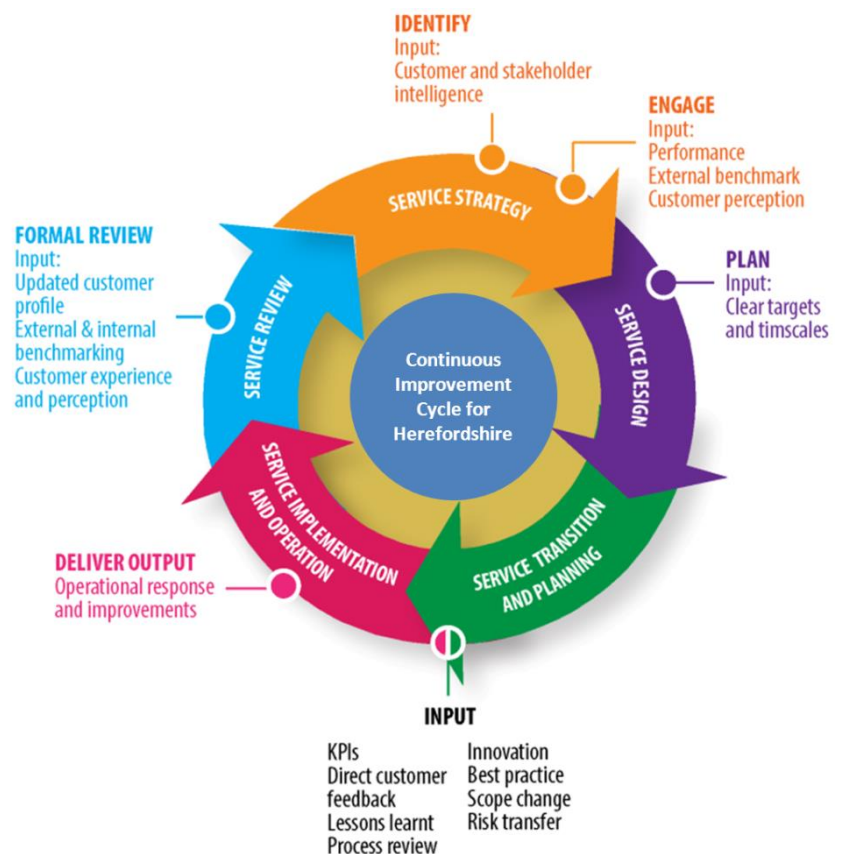 IDENTIFY
Input:
Customer and stakeholder
intelligence
ENGAGE
Input:
Performance
External benchmark
Customer perception
SERVICE STRATEGY
FORMAL REVIEW
Input:
Updated customer
profile
External & internal
benchmarking
Customer experience
and perception
PLAN
Input:
Clear targets
and timscales
SERVICE REVIEW
Continuous
Improvement
Cycle for
Herefordshire
SERVICE DESIGN
SERVICE IMPLEMENTATION
AND OPERATION
SERVICE TRANSITION
AND PLANNING
DELIVER OUTPUT
Operational response
and improvements
INPUT
KPIs
Direct customer
feedback
Lessons learnt
Process review
Innovation
Best practice
Scope change
Risk transfer